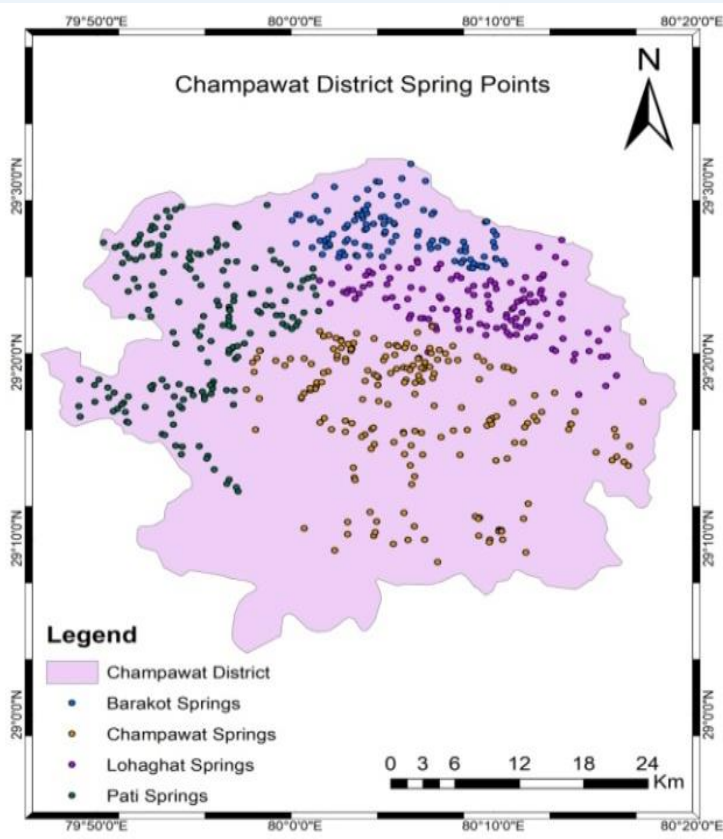 79°50'0"E 80°0'0"E 80°10'0"E 80°20'0"E
Champawat District Spring Points
N
29°30'0"N 29°30'0"N
29°20'0"N 29°20'0"N
29°10'0"N 29°10'0"N
29°0'0"N 29°0'0"N
Legend
Champawat District
Barakot Springs
Champawat Springs
Lohaghat Springs
Pati Springs
0 3 6 12 18 24
Km
79°50'0"E 80°0'0"E 80°10'0"E 80°20'0"E